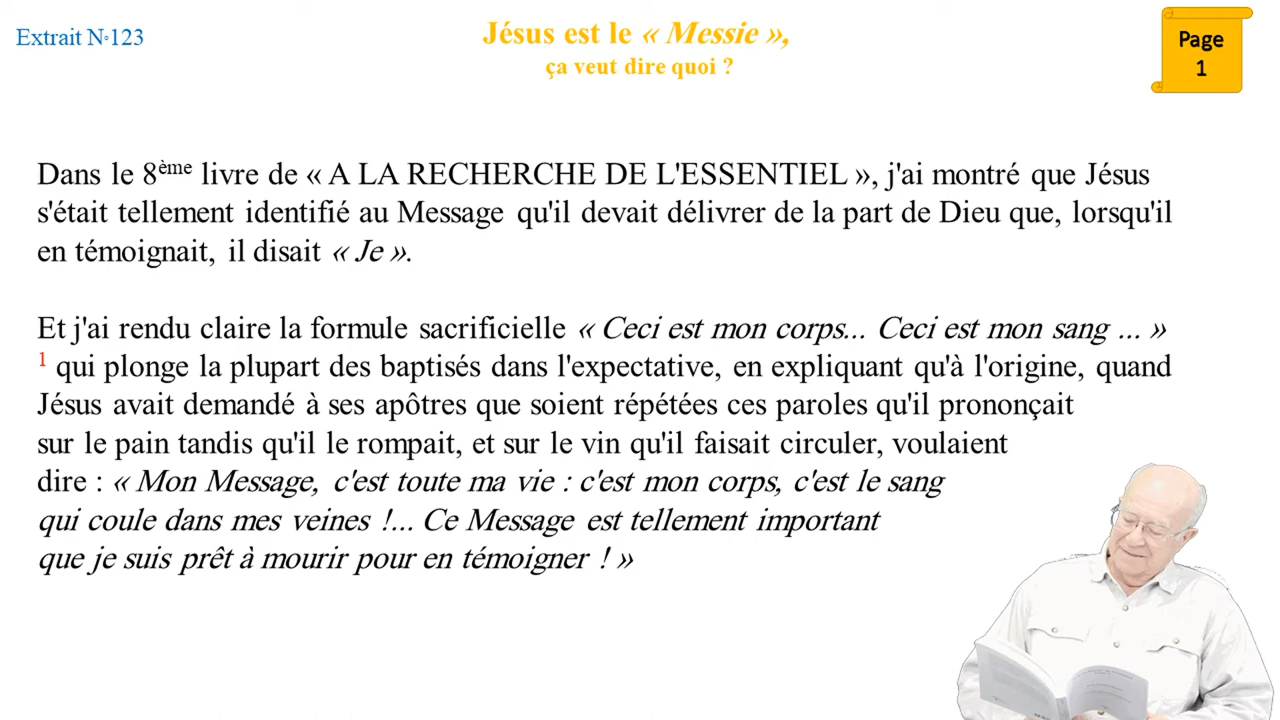 Extrait N°123
Jésus est le « Messie »,
ça veut dire quoi ?
Page
1
Dans le 8ème livre de « A LA RECHERCHE DE L'ESSENTIEL », j'ai montré que Jésus
s'était tellement identifié au Message qu'il devait délivrer de la part de Dieu que, lorsqu'il
en témoignait, il disait « Je ».
Et j'ai rendu claire la formule sacrificielle « Ceci est mon corps... Ceci est mon sang ... »
1 qui plonge la plupart des baptisés dans l'expectative, en expliquant qu'à l'origine, quand
Jésus avait demandé à ses apôtres que soient répétées ces paroles qu'il prononçait
sur le pain tandis qu'il le rompait, et sur le vin qu'il faisait circuler, voulaient
dire : « Mon Message, c'est toute ma vie : c'est mon corps, c'est le sang
qui coule dans mes veines !... Ce Message est tellement important
que je suis prêt à mourir pour en témoigner ! »